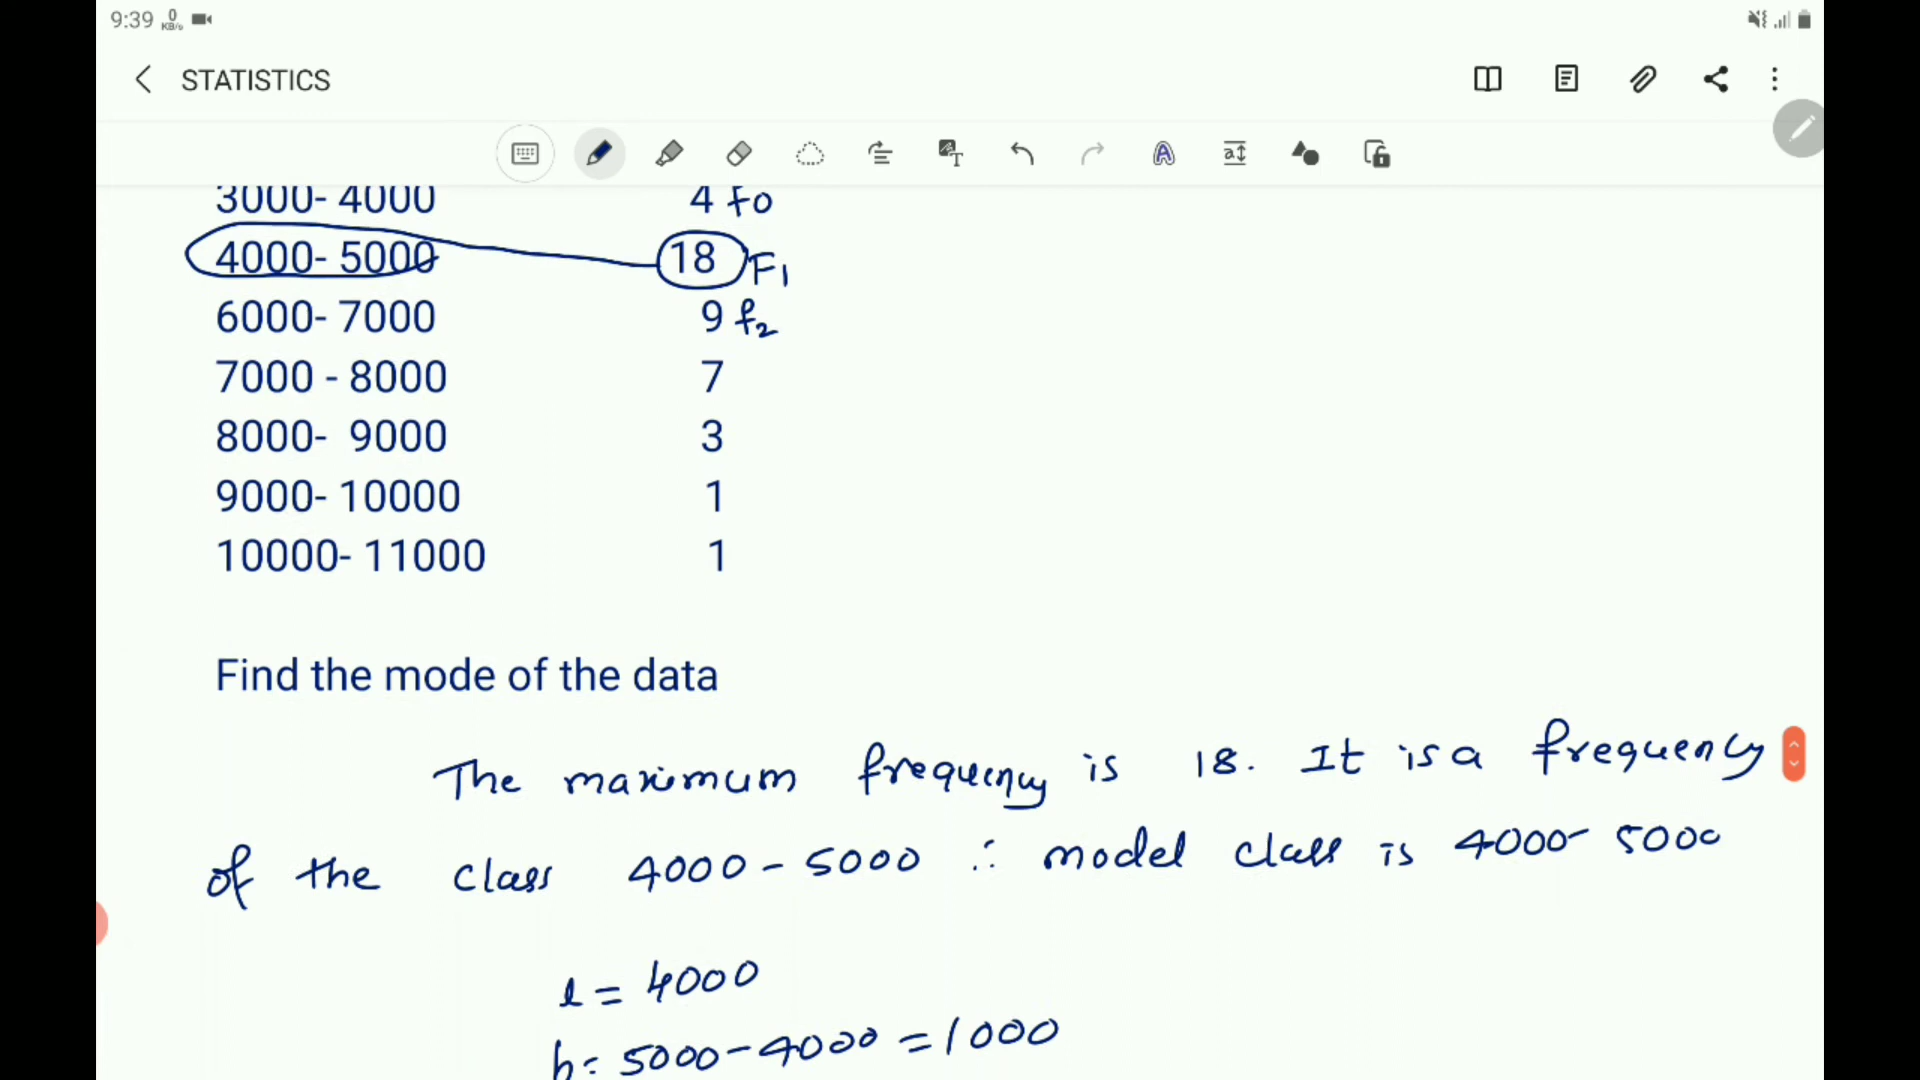 9:39 0 KB/s
STATISTICS
3000- 4000 4 fo
4000- 5000 18 F1
6000- 7000 9 f2
7000 - 8000 7
8000- 9000 3
9000- 10000 1
10000- 11000 1
Find the mode of the data
The maximum frequency is 18. It is a frequency
of the class 4000 - 5000 ∴ model class is 4000- 5000
l = 4000
h= 5000-4000 =1000